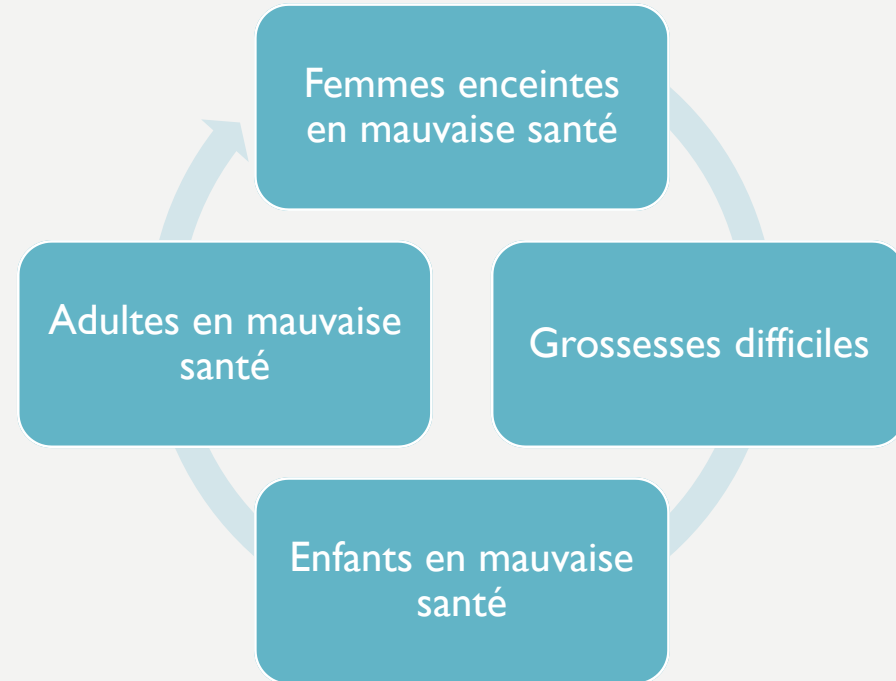 Femmes enceintes
en mauvaise santé
Grossesses difficiles
Enfants en mauvaise
santé
Adultes en mauvaise
santé